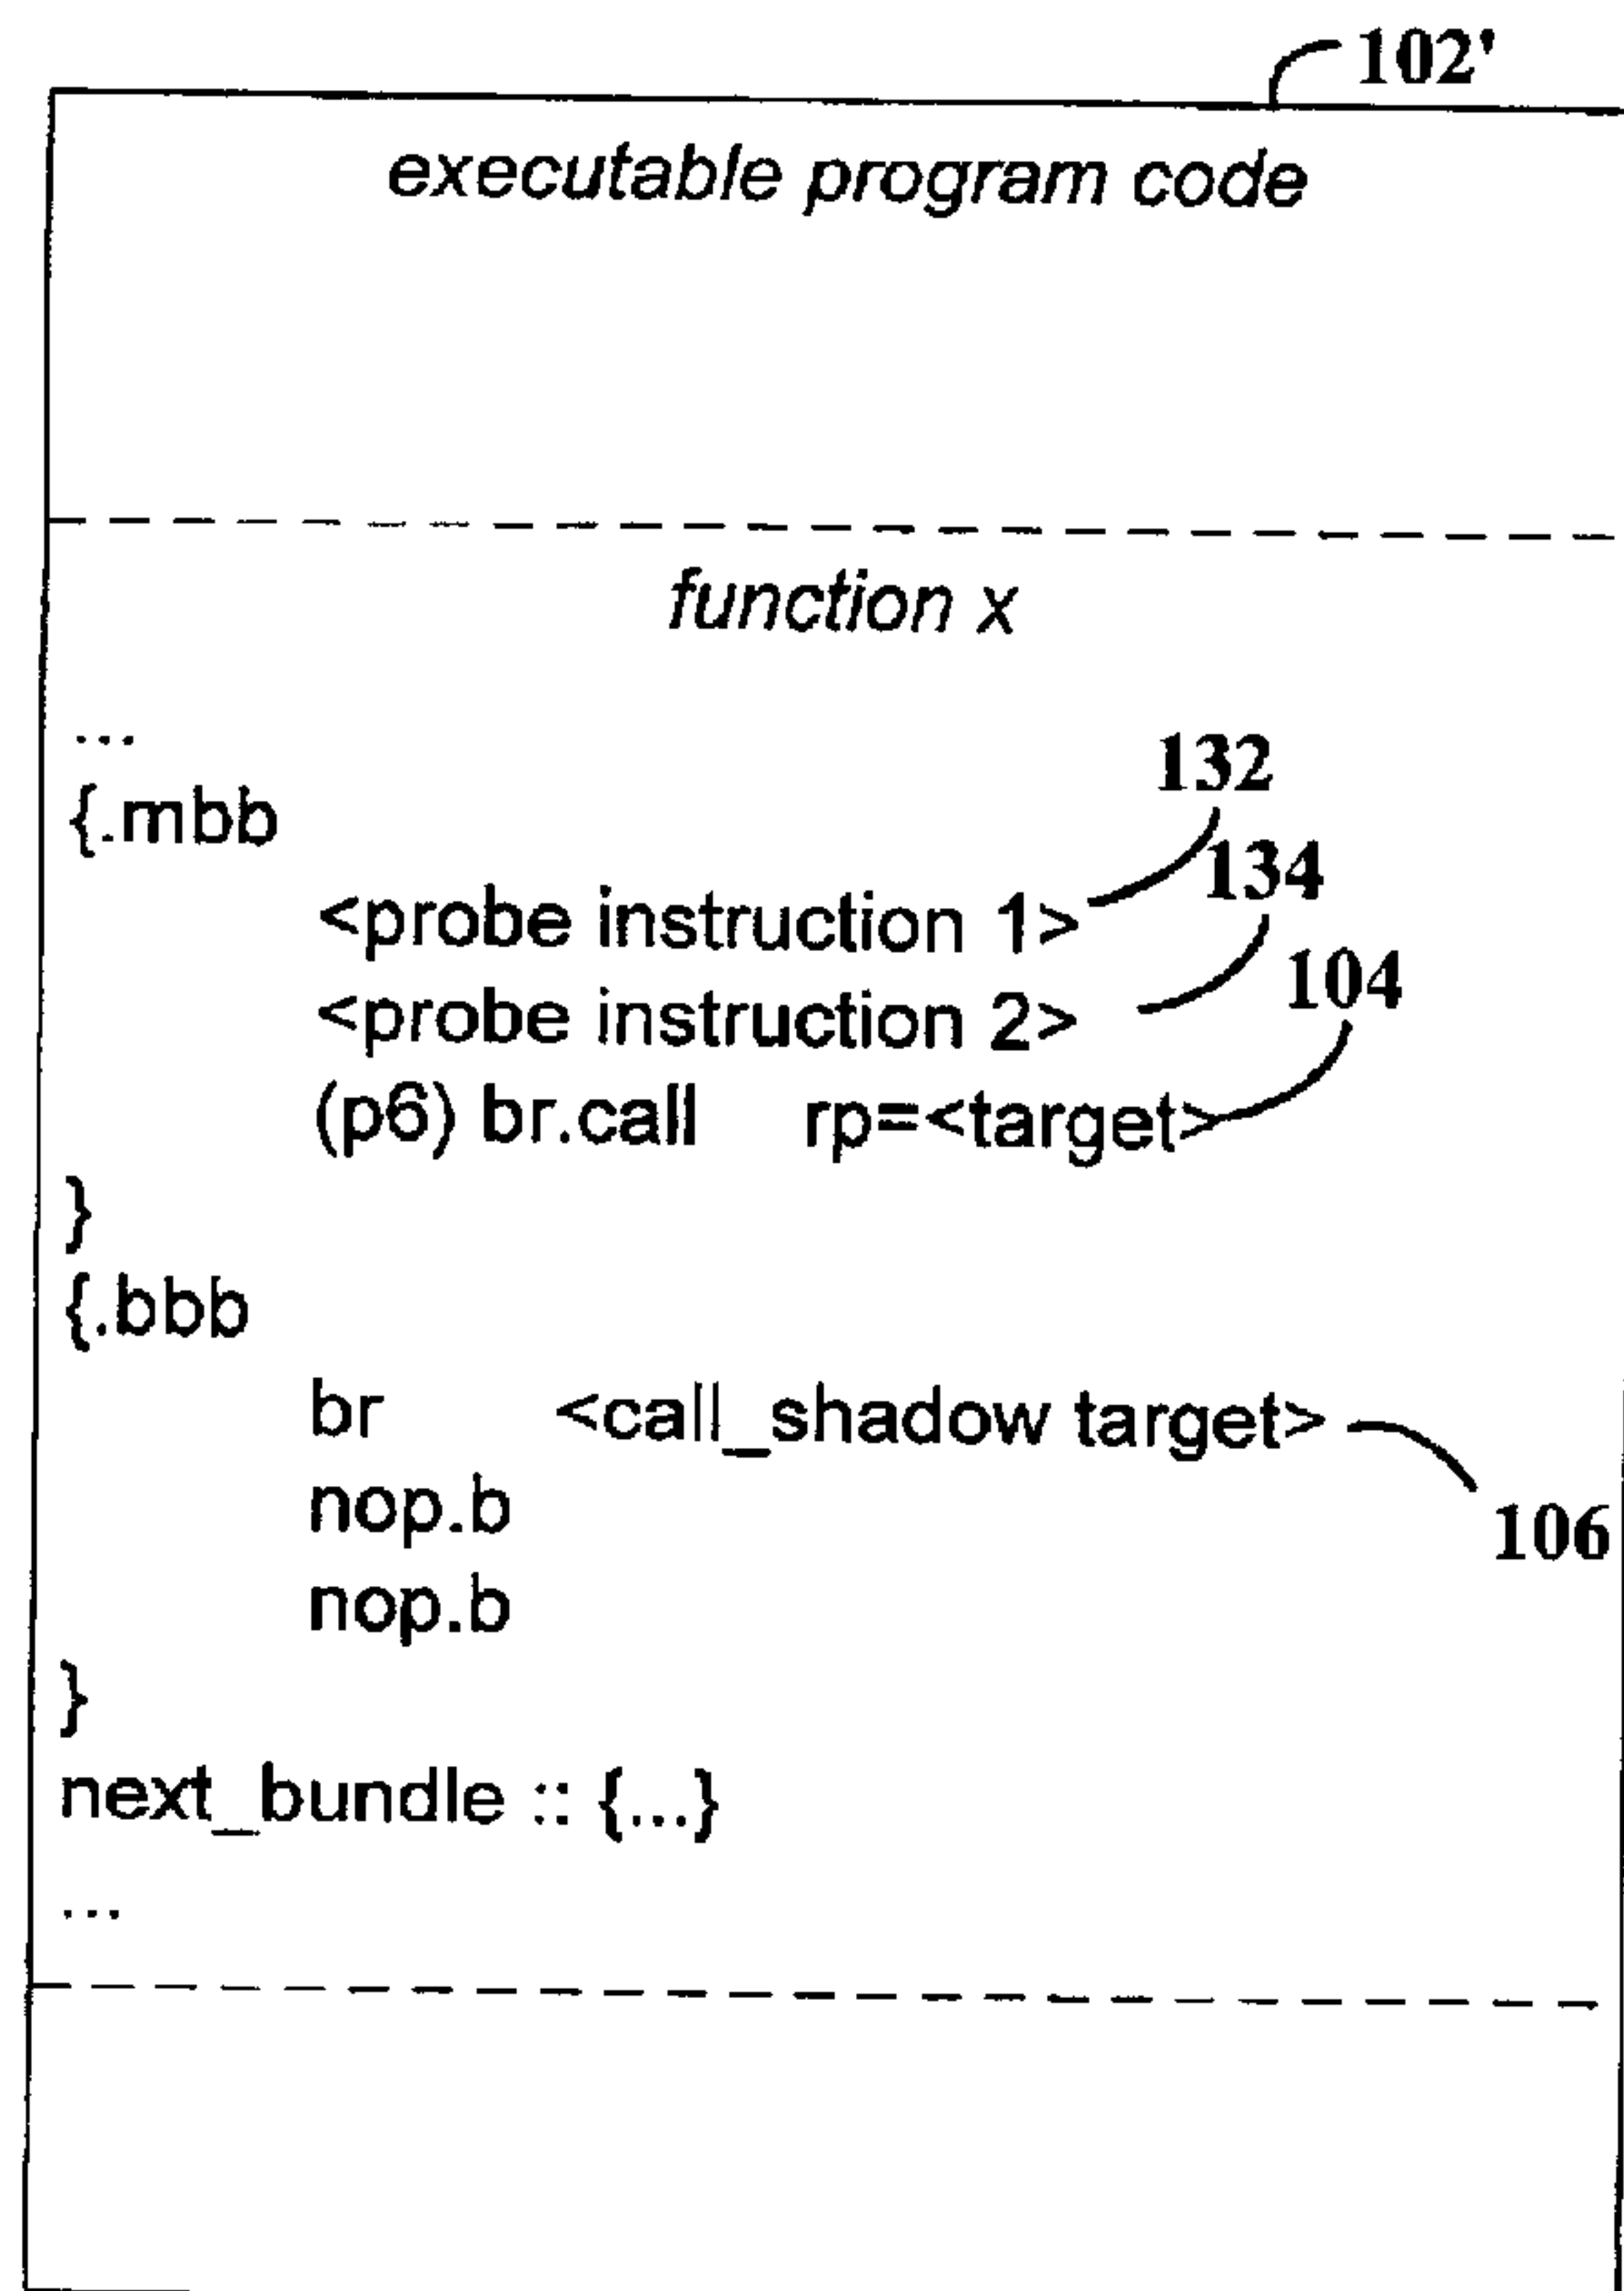 102'
executable program code
function x
...
{.mbb
132
<probe instruction 1>
134
<probe instruction 2>
104
(p6) br.call rp=<target>
}
{.bbb
br <call_shadow target>
106
nop.b
nop.b
}
next_bundle :: {...}
...